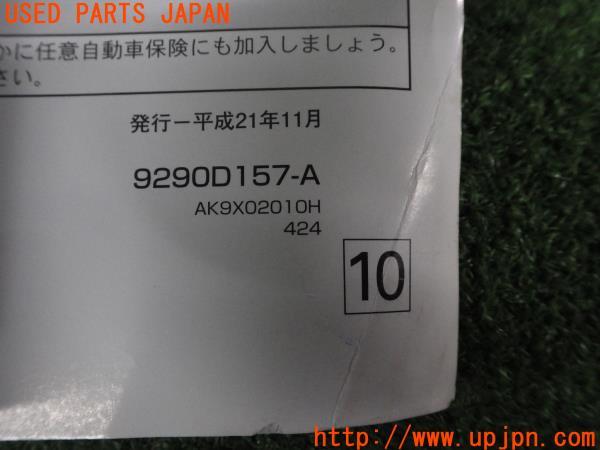 USED PARTS JAPAN
かに任意自動車保険にも加入しましょう。
さい。
発行ー平成21年11月
9290D157-A
AK9X02010H
424
10
http://www.upjpn.com